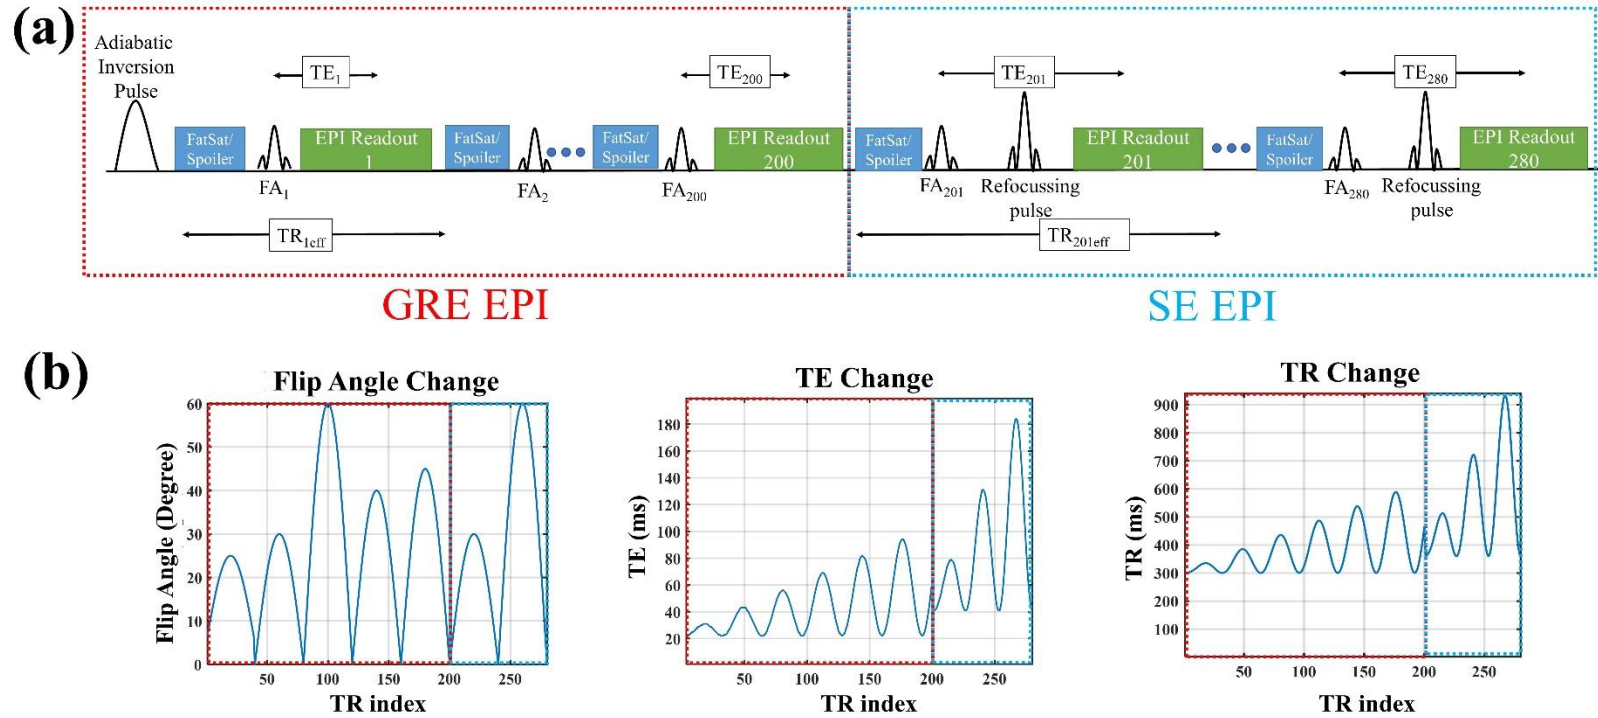 (a)
Adiabatic
Inversion
Pulse
TE1
TE200
TE201
TE280
FatSat/
Spoiler
EPI Readout
1
FatSat/
Spoiler
FatSat/
Spoiler
EPI Readout
200
FatSat/
Spoiler
EPI Readout
201
FatSat/
Spoiler
EPI Readout
280
FA1
FA2
FA200
FA201
Refocussing
pulse
FA280
Refocussing
pulse
TR1eff
TR201eff
GRE EPI
SE EPI
(b)
Flip Angle Change
Flip Angle (Degree)
60
50
40
30
20
10
0
50 100 150 200 250
TR index
TE Change
TE (ms)
180
160
140
120
100
80
60
40
20
50 100 150 200 250
TR index
TR Change
TR (ms)
900
800
700
600
500
400
300
200
100
50 100 150 200 250
TR index